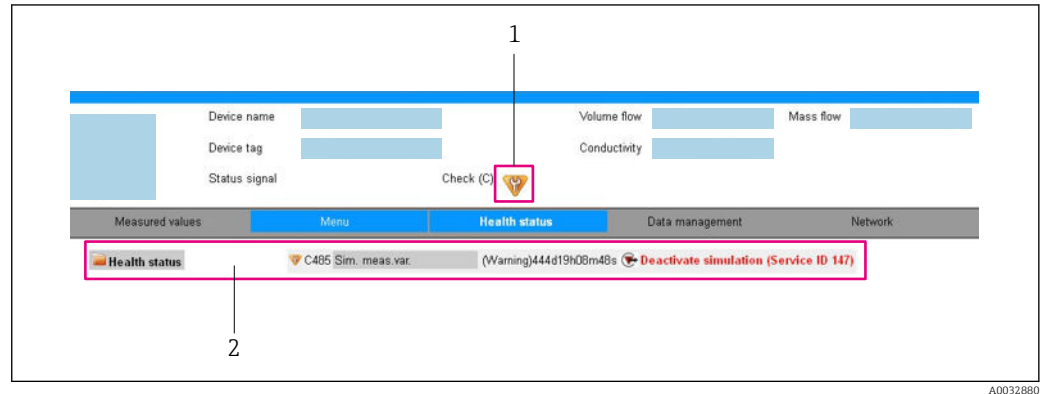 1
Device name
Volume flow
Mass flow
Device tag
Conductivity
Status signal
Check (C)
Measured values
Menu
Health status
Data management
Network
Health status
C485 Sim. meas.var.
(Warning)444d19h08m48s
Deactivate simulation (Service ID 147)
2
A0032880